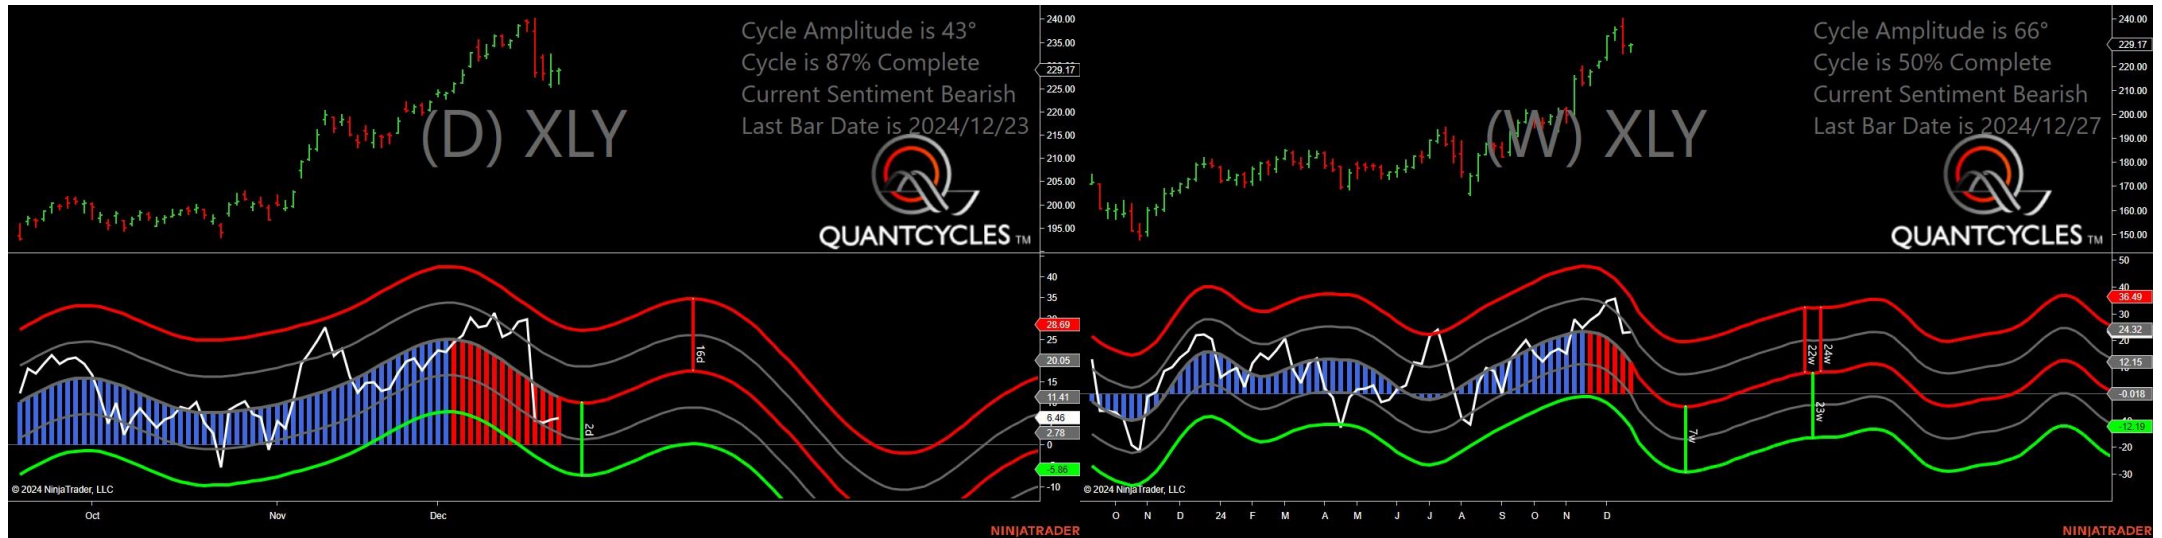 Cycle Amplitude is 43°
Cycle is 87% Complete
Current Sentiment Bearish
Last Bar Date is 2024/12/23
(D) XLY
QUANTCYCLES TM
240.00
235.00
229.17
225.00
220.00
215.00
210.00
205.00
200.00
195.00
40
35
28.69
25
20.05
15
11.41
6.46
2.78
0
-5.86
-10
16d
2d
© 2024 NinjaTrader, LLC
Oct
Nov
Dec
NINJATRADER
Cycle Amplitude is 66°
Cycle is 50% Complete
Current Sentiment Bearish
Last Bar Date is 2024/12/27
(W) XLY
QUANTCYCLES TM
240.00
229.17
220.00
210.00
200.00
190.00
180.00
170.00
160.00
150.00
50
40
36.49
30
24.32
20
12.15
-0.018
-12.19
-20
-30
22w
24w
23w
7w
© 2024 NinjaTrader, LLC
O
N
D
24
F
M
A
M
J
J
A
S
O
N
D
NINJATRADER